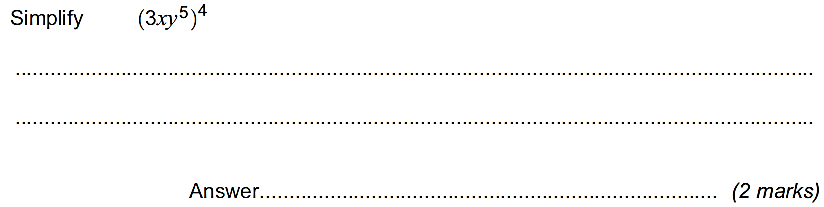 Simplify (3xy⁵)⁴
....................................................................................................................................
....................................................................................................................................
Answer............................................................................. (2 marks)